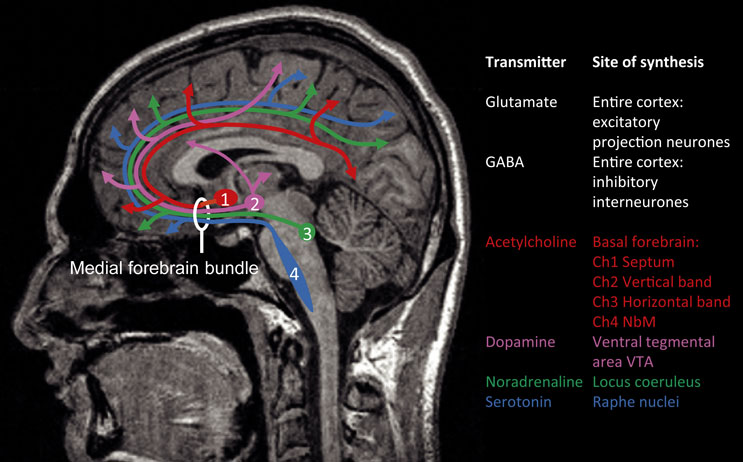 Transmitter Site of synthesis
Glutamate Entire cortex:
excitatory
projection neurones
GABA Entire cortex:
inhibitory
interneurones
Acetylcholine Basal forebrain:
Ch1 Septum
Ch2 Vertical band
Ch3 Horizontal band
Ch4 NbM
Dopamine Ventral tegmental
area VTA
Noradrenaline Locus coeruleus
Serotonin Raphe nuclei
1
2
3
4
Medial forebrain bundle